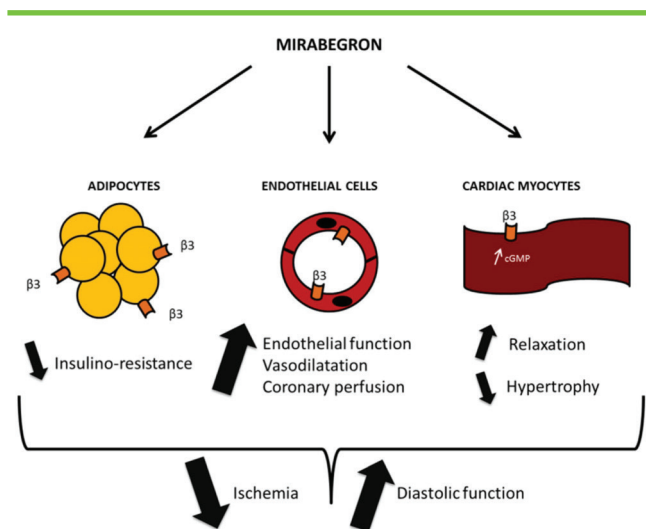 MIRABEGRON
ADIPOCYTES
ENDOTHELIAL CELLS
CARDIAC MYOCYTES
β3
β3
β3
β3
β3
cGMP
Insulino-resistance
Endothelial function
Vasodilatation
Coronary perfusion
Relaxation
Hypertrophy
Ischemia
Diastolic function